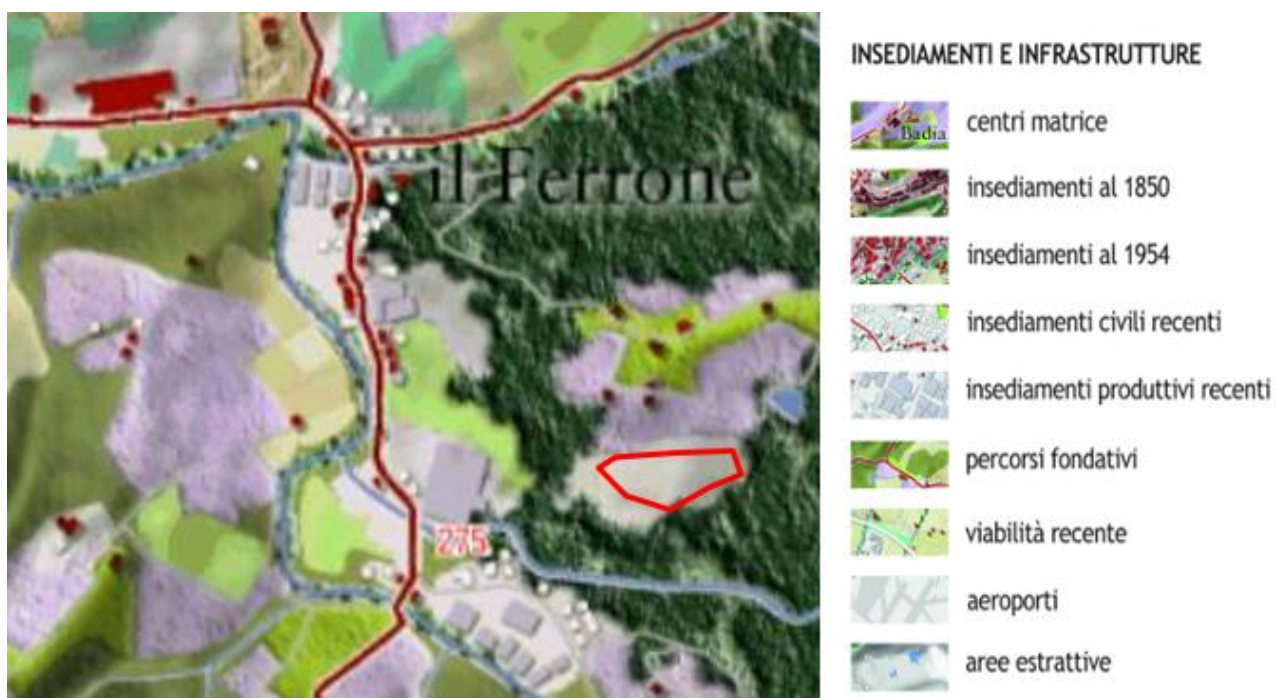 il Ferrone
275
INSEDIAMENTI E INFRASTRUTTURE
Badia
centri matrice
insediamenti al 1850
insediamenti al 1954
insediamenti civili recenti
insediamenti produttivi recenti
percorsi fondativi
viabilità recente
aeroporti
aree estrattive